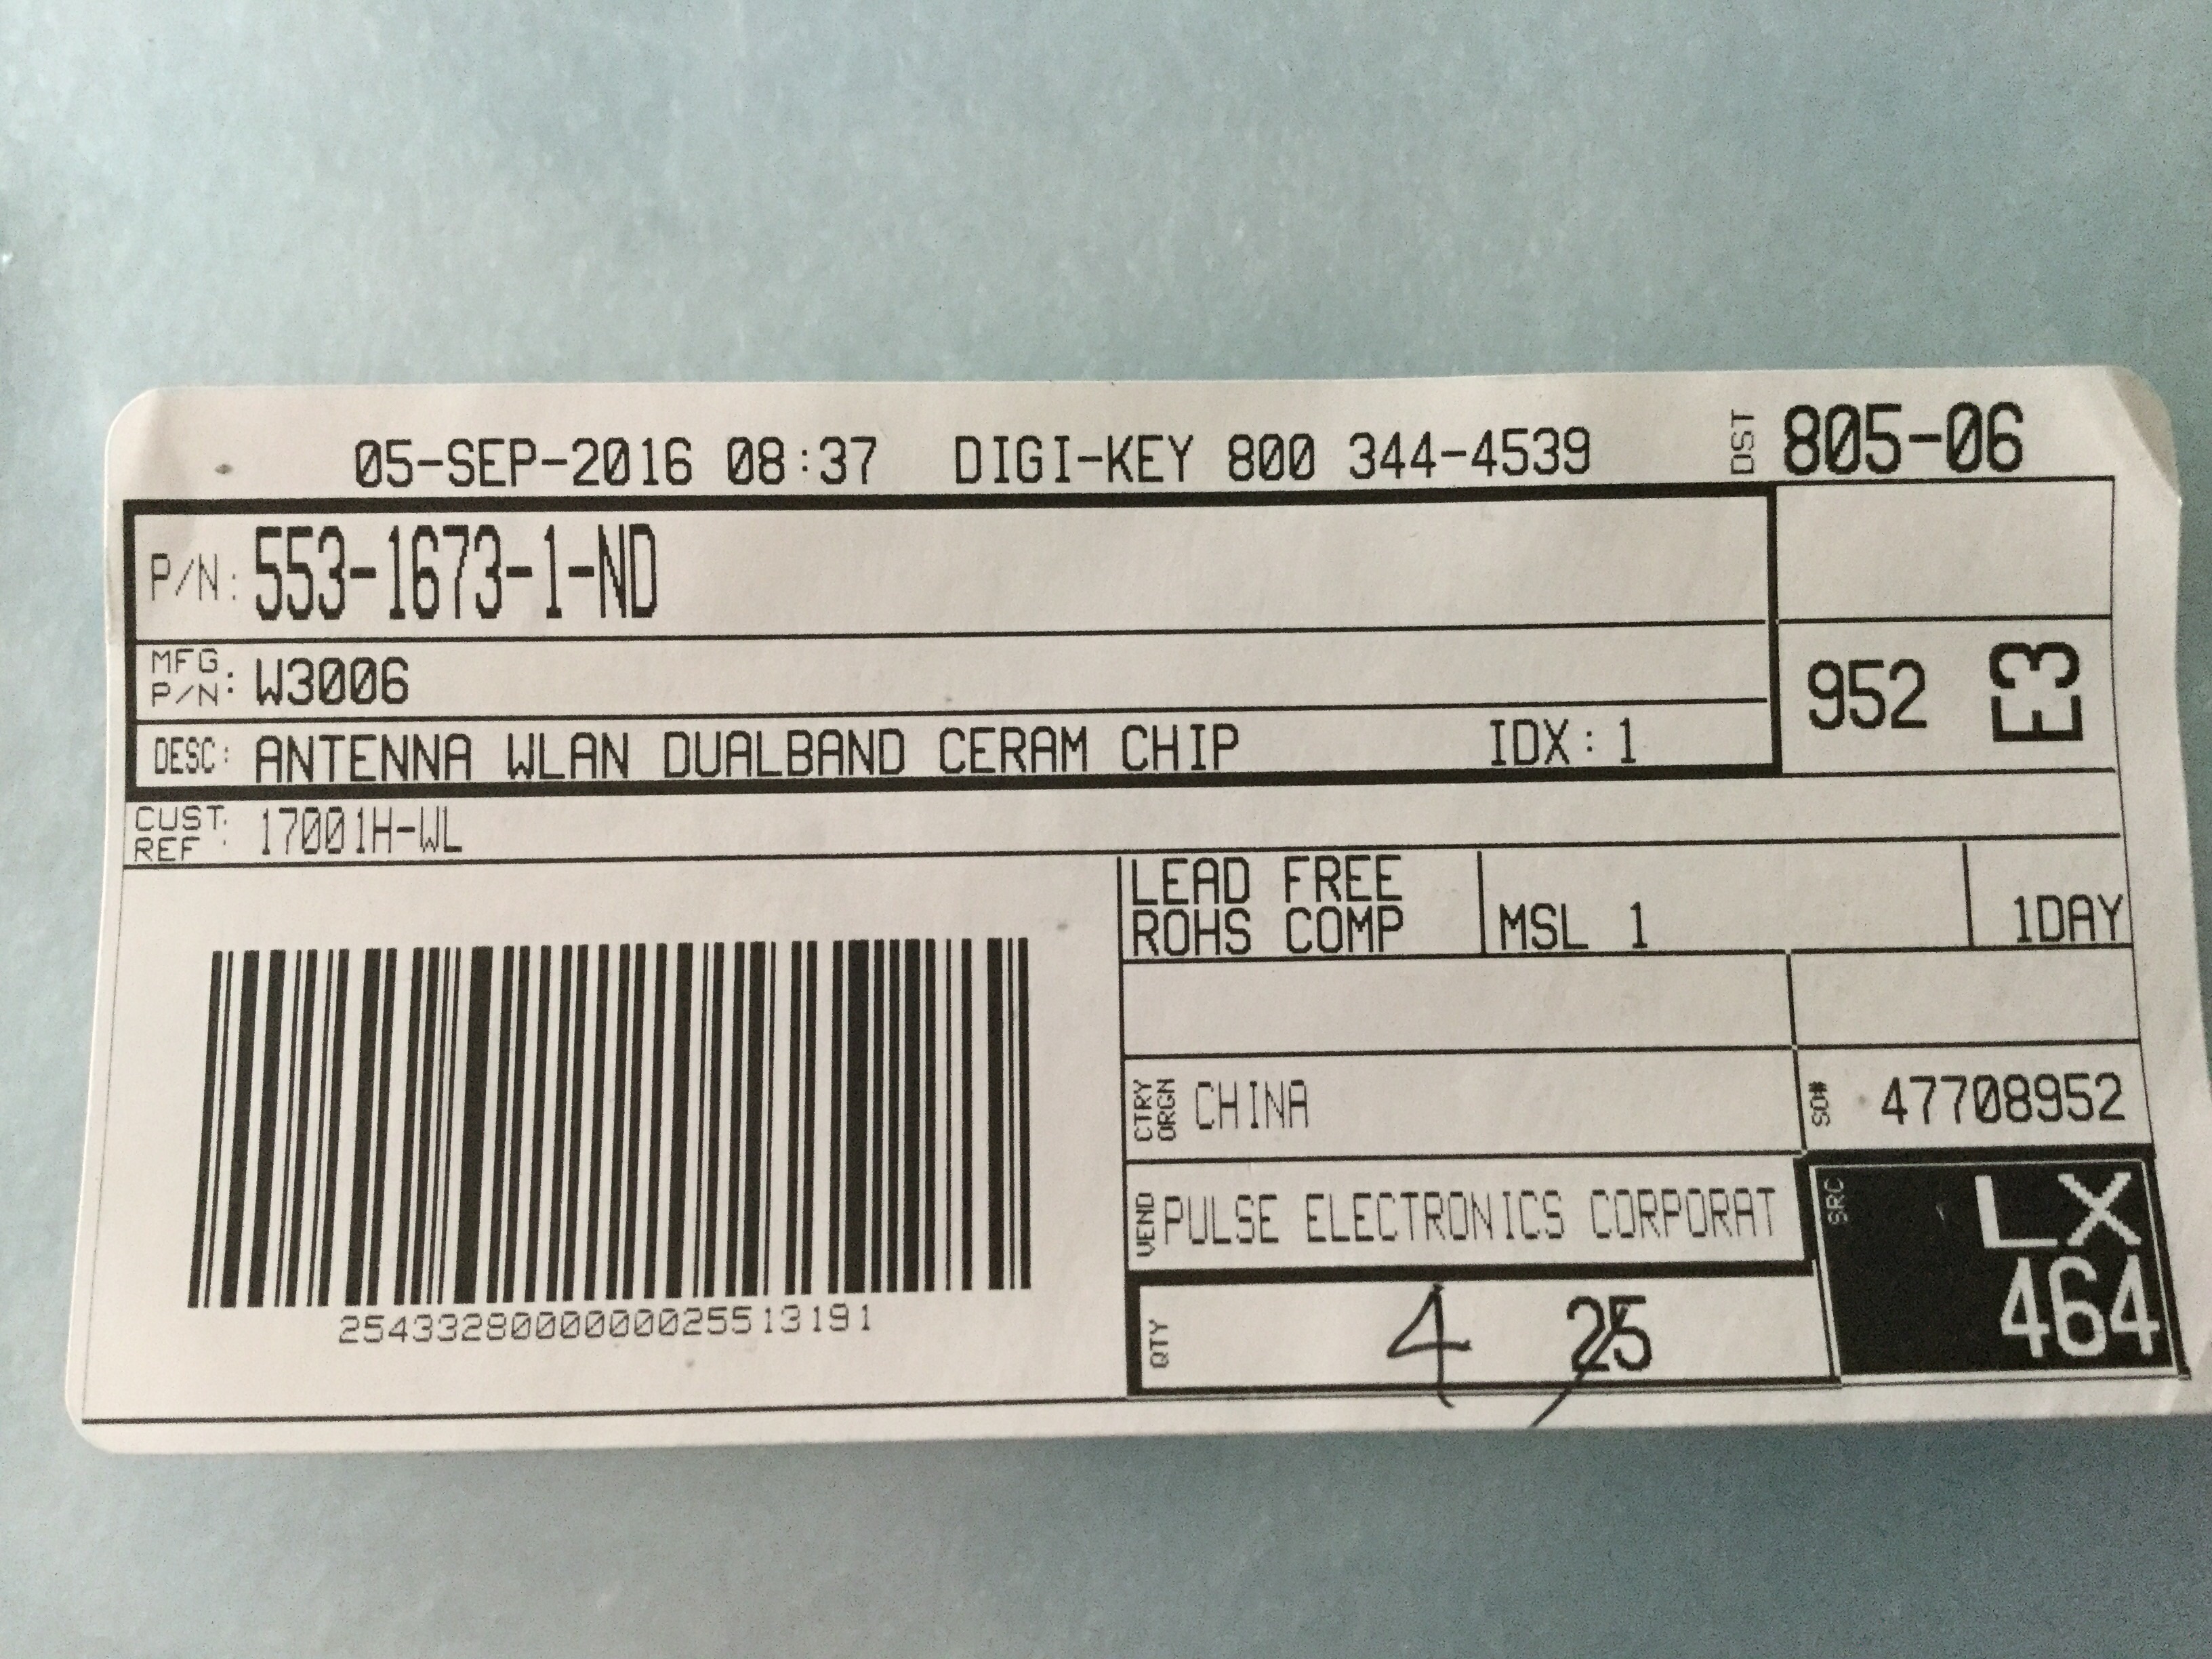 05-SEP-2016 08:37 DIGI-KEY 800 344-4539 DST 805-06
P/N: 553-1673-1-ND
MFG P/N: W3006
952 E3
DESC: ANTENNA WLAN DUALBAND CERAM CHIP IDX: 1
CUST REF: 17001H-WL
LEAD FREE
ROHS COMP
MSL 1
1DAY
CTRY ORGN CHINA
SO# 47708952
VEND PULSE ELECTRONICS CORPORAT
SRC LX
464
QTY 4 25
2543328000000025513191